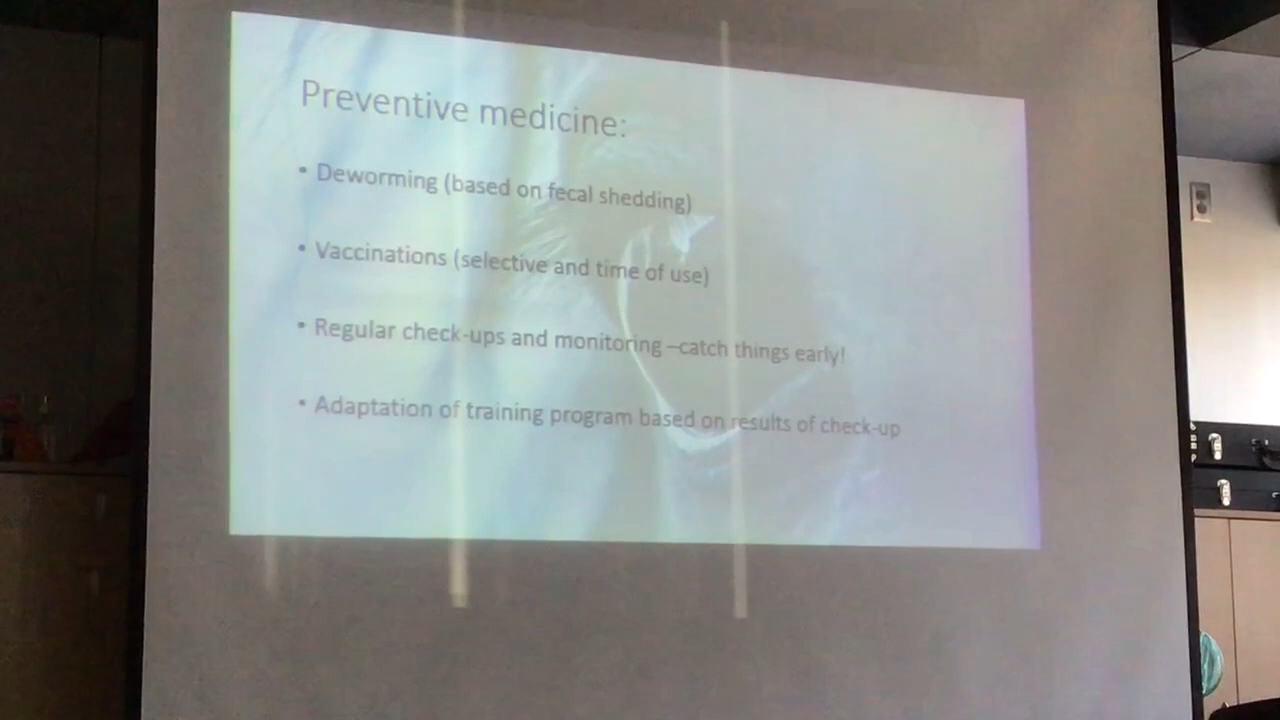 Preventive medicine:
• Deworming (based on fecal shedding)
• Vaccinations (selective and time of use)
• Regular check-ups and monitoring –catch things early!
• Adaptation of training program based on results of check-up